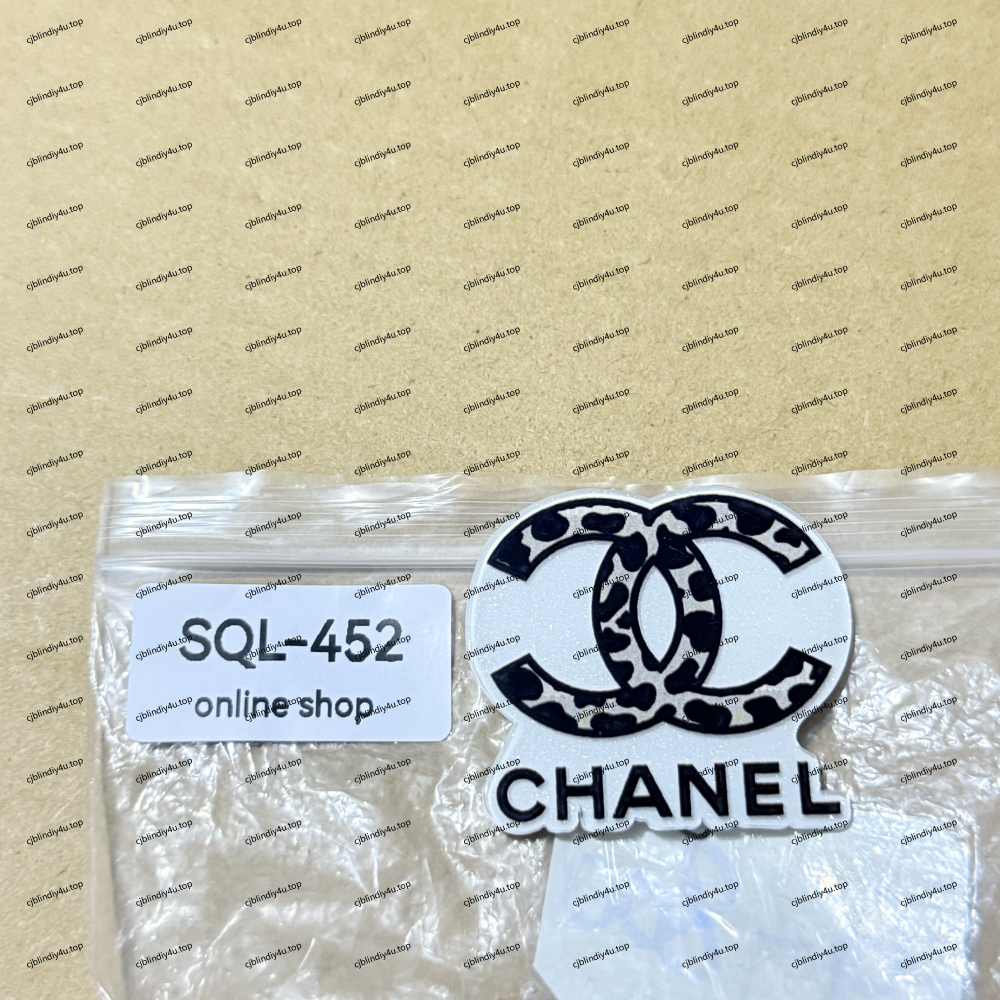 SQL-452
online shop
CHANEL
cjblindiy4u.top